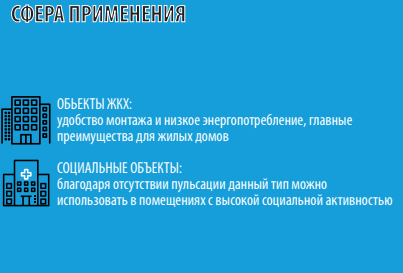 СФЕРА ПРИМЕНЕНИЯ
ОБЬЕКТЫ ЖКХ:
удобство монтажа и низкое энергопотребление, главные
преимущества для жилых домов
СОЦИАЛЬНЫЕ ОБЪЕКТЫ:
благодаря отсутствии пульсации данный тип можно
использовать в помещениях с высокой социальной активностью